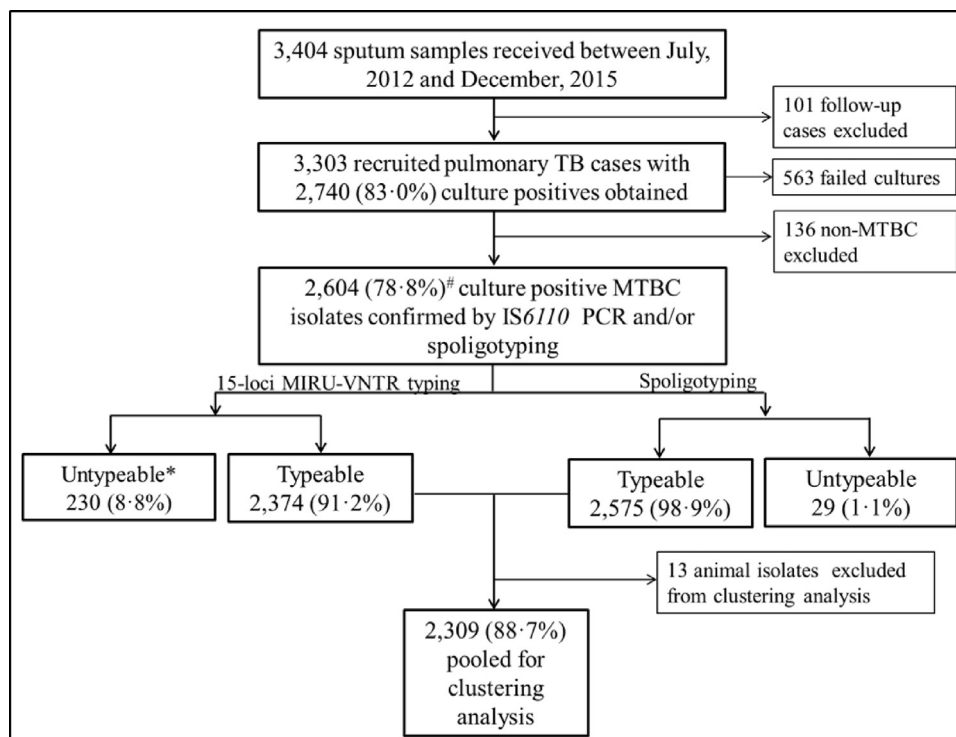 3,404 sputum samples received between July,
2012 and December, 2015
101 follow-up
cases excluded
3,303 recruited pulmonary TB cases with
2,740 (83·0%) culture positives obtained
563 failed cultures
136 non-MTBC
excluded
2,604 (78·8%)# culture positive MTBC
isolates confirmed by IS6110 PCR and/or
spoligotyping
15-loci MIRU-VNTR typing
Spoligotyping
Untypeable*
230 (8·8%)
Typeable
2,374 (91·2%)
Typeable
2,575 (98·9%)
Untypeable
29 (1·1%)
13 animal isolates excluded
from clustering analysis
2,309 (88·7%)
pooled for
clustering
analysis